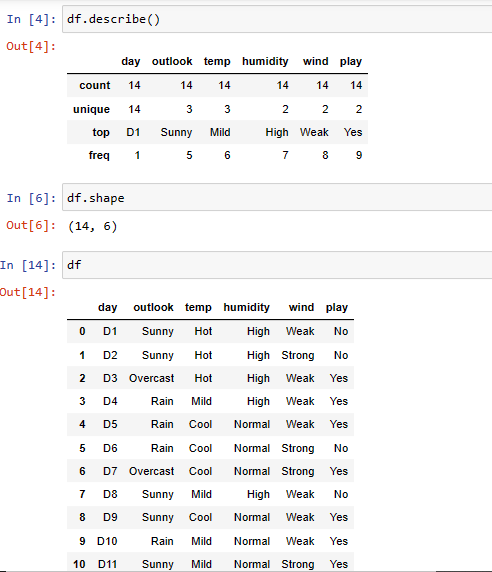 In [4]: df.describe()
Out[4]:
day outlook temp humidity wind play
count 14 14 14 14 14 14
unique 14 3 3 2 2 2
top D1 Sunny Mild High Weak Yes
freq 1 5 6 7 8 9
In [6]: df.shape
Out[6]: (14, 6)
In [14]: df
Out[14]:
day outlook temp humidity wind play
0 D1 Sunny Hot High Weak No
1 D2 Sunny Hot High Strong No
2 D3 Overcast Hot High Weak Yes
3 D4 Rain Mild High Weak Yes
4 D5 Rain Cool Normal Weak Yes
5 D6 Rain Cool Normal Strong No
6 D7 Overcast Cool Normal Strong Yes
7 D8 Sunny Mild High Weak No
8 D9 Sunny Cool Normal Weak Yes
9 D10 Rain Mild Normal Weak Yes
10 D11 Sunny Mild Normal Strong Yes